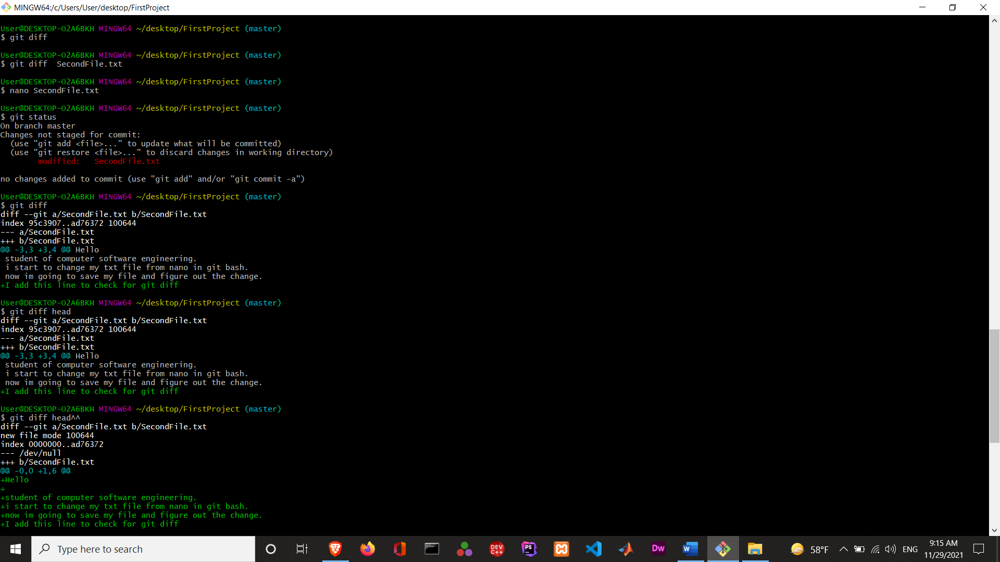 MINGW64:/c/Users/User/desktop/FirstProject
User@DESKTOP-O2A6BKH MINGW64 ~/desktop/FirstProject (master)
$ git diff
User@DESKTOP-O2A6BKH MINGW64 ~/desktop/FirstProject (master)
$ git diff  SecondFile.txt
User@DESKTOP-O2A6BKH MINGW64 ~/desktop/FirstProject (master)
$ nano SecondFile.txt
User@DESKTOP-O2A6BKH MINGW64 ~/desktop/FirstProject (master)
$ git status
On branch master
Changes not staged for commit:
  (use "git add <file>..." to update what will be committed)
  (use "git restore <file>..." to discard changes in working directory)
        modified:   SecondFile.txt
no changes added to commit (use "git add" and/or "git commit -a")
User@DESKTOP-O2A6BKH MINGW64 ~/desktop/FirstProject (master)
$ git diff
diff --git a/SecondFile.txt b/SecondFile.txt
index 95c3907..ad76372 100644
--- a/SecondFile.txt
+++ b/SecondFile.txt
@@ -3,3 +3,4 @@ Hello
 student of computer software engineering.
 i start to change my txt file from nano in git bash.
 now im going to save my file and figure out the change.
+I add this line to check for git diff
User@DESKTOP-O2A6BKH MINGW64 ~/desktop/FirstProject (master)
$ git diff head
diff --git a/SecondFile.txt b/SecondFile.txt
index 95c3907..ad76372 100644
--- a/SecondFile.txt
+++ b/SecondFile.txt
@@ -3,3 +3,4 @@ Hello
 student of computer software engineering.
 i start to change my txt file from nano in git bash.
 now im going to save my file and figure out the change.
+I add this line to check for git diff
User@DESKTOP-O2A6BKH MINGW64 ~/desktop/FirstProject (master)
$ git diff head^^
diff --git a/SecondFile.txt b/SecondFile.txt
new file mode 100644
index 0000000..ad76372
--- /dev/null
+++ b/SecondFile.txt
@@ -0,0 +1,6 @@
+Hello
+
+student of computer software engineering.
+i start to change my txt file from nano in git bash.
+now im going to save my file and figure out the change.
+I add this line to check for git diff
Type here to search
DEV C++
PS
Dw
W
58°F
ENG
9:15 AM
11/29/2021